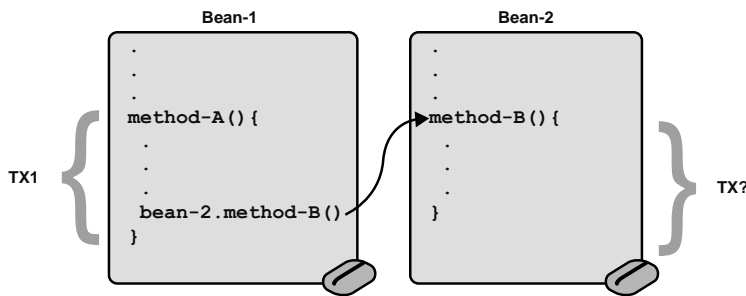 Bean-1
.
.
.
method-A(){
.
.
.
bean-2.method-B()
}
TX1
Bean-2
.
.
.
method-B(){
.
.
.
}
TX?